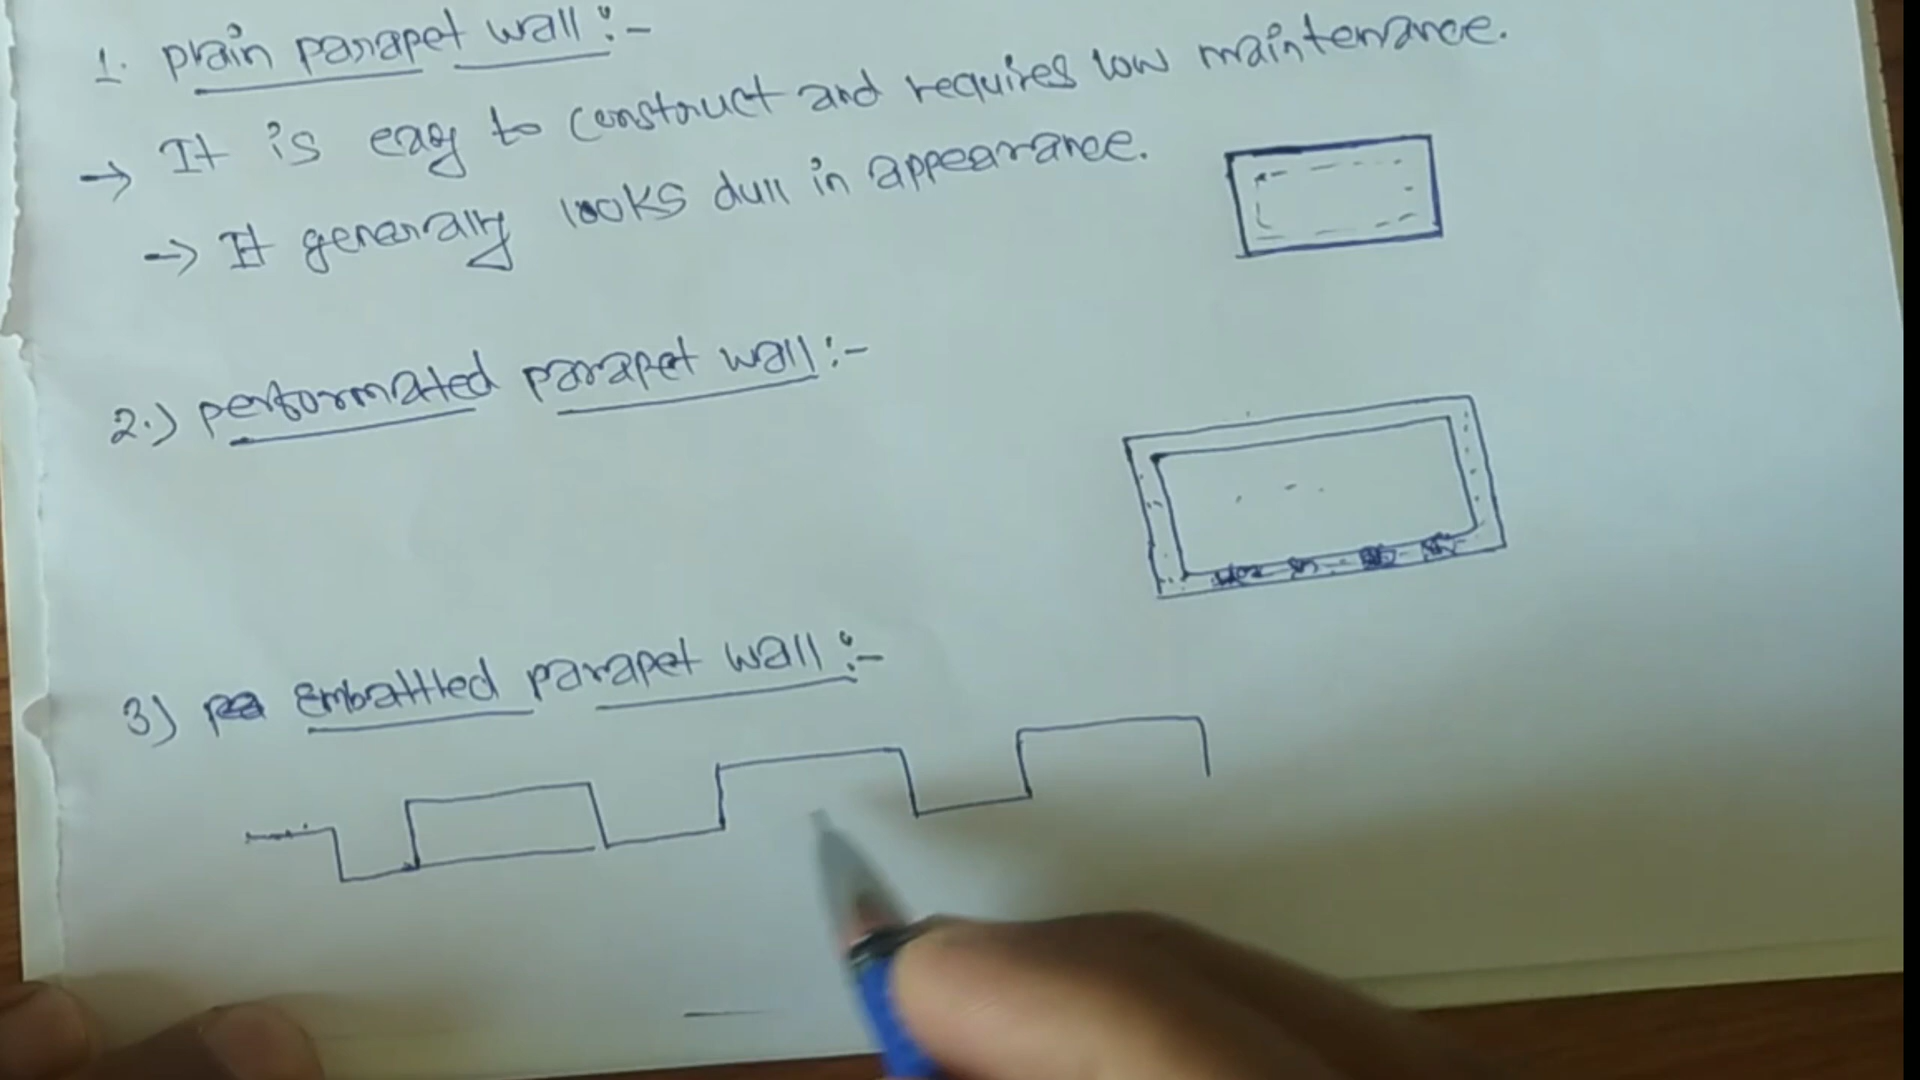 1. plain parapet wall :-
→ It is easy to construct and requires low maintenance.
→ It generally looks dull in appearance.
2.) performated parapet wall :-
3) embattled parapet wall :-